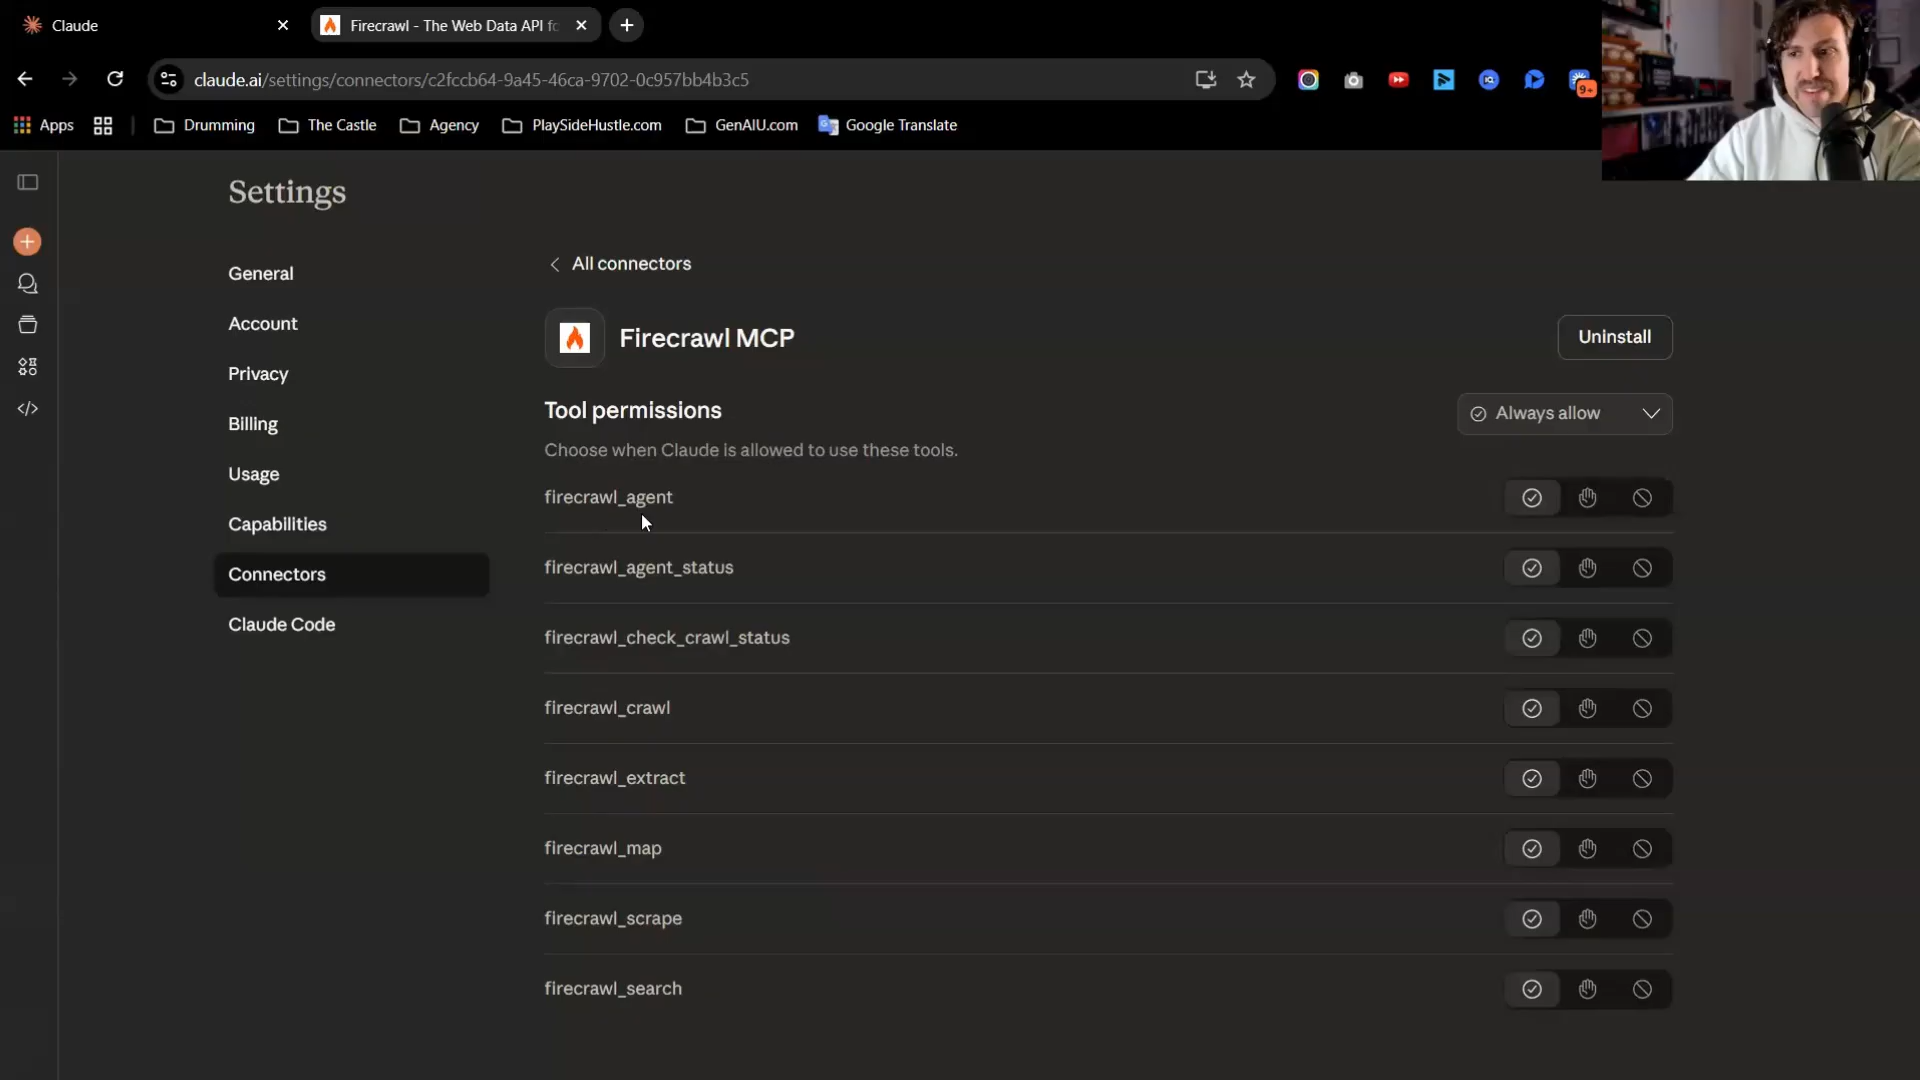 Claude
Firecrawl - The Web Data API fo
claude.ai/settings/connectors/c2fccb64-9a45-46ca-9702-0c957bb4b3c5
9+
Apps
Drumming
The Castle
Agency
PlaySideHustle.com
GenAIU.com
Google Translate
Settings
General
Account
Privacy
Billing
Usage
Capabilities
Connectors
Claude Code
All connectors
Firecrawl MCP
Uninstall
Tool permissions
Always allow
Choose when Claude is allowed to use these tools.
firecrawl_agent
firecrawl_agent_status
firecrawl_check_crawl_status
firecrawl_crawl
firecrawl_extract
firecrawl_map
firecrawl_scrape
firecrawl_search